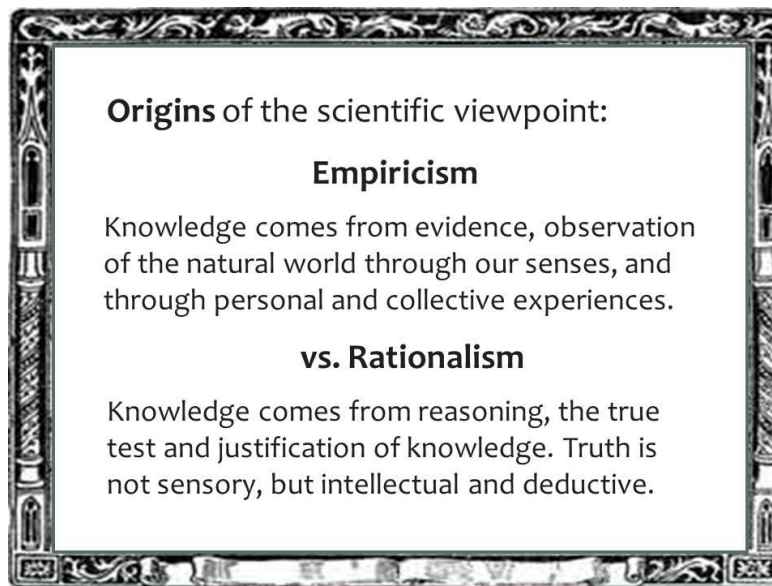 Origins of the scientific viewpoint:
Empiricism
Knowledge comes from evidence, observation
of the natural world through our senses, and
through personal and collective experiences.
vs. Rationalism
Knowledge comes from reasoning, the true
test and justification of knowledge. Truth is
not sensory, but intellectual and deductive.